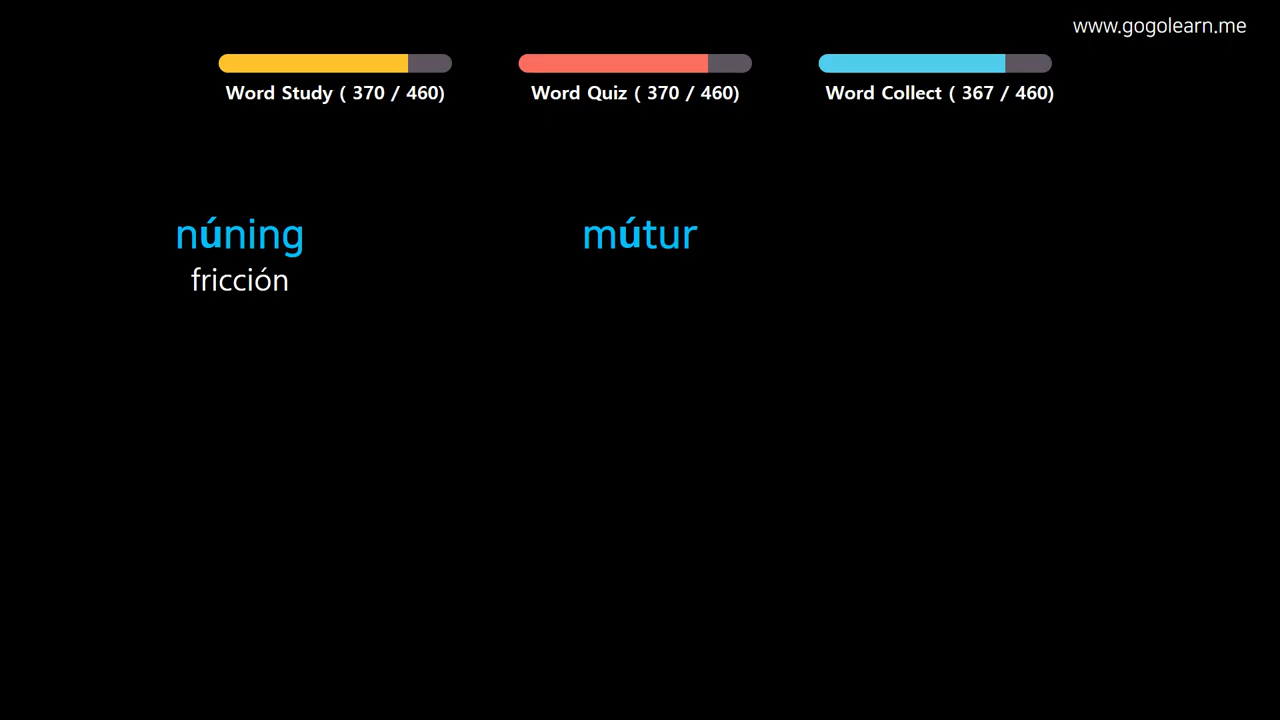 www.gogolearn.me
Word Study ( 370 / 460)
Word Quiz ( 370 / 460)
Word Collect ( 367 / 460)
núning
mútur
fricción